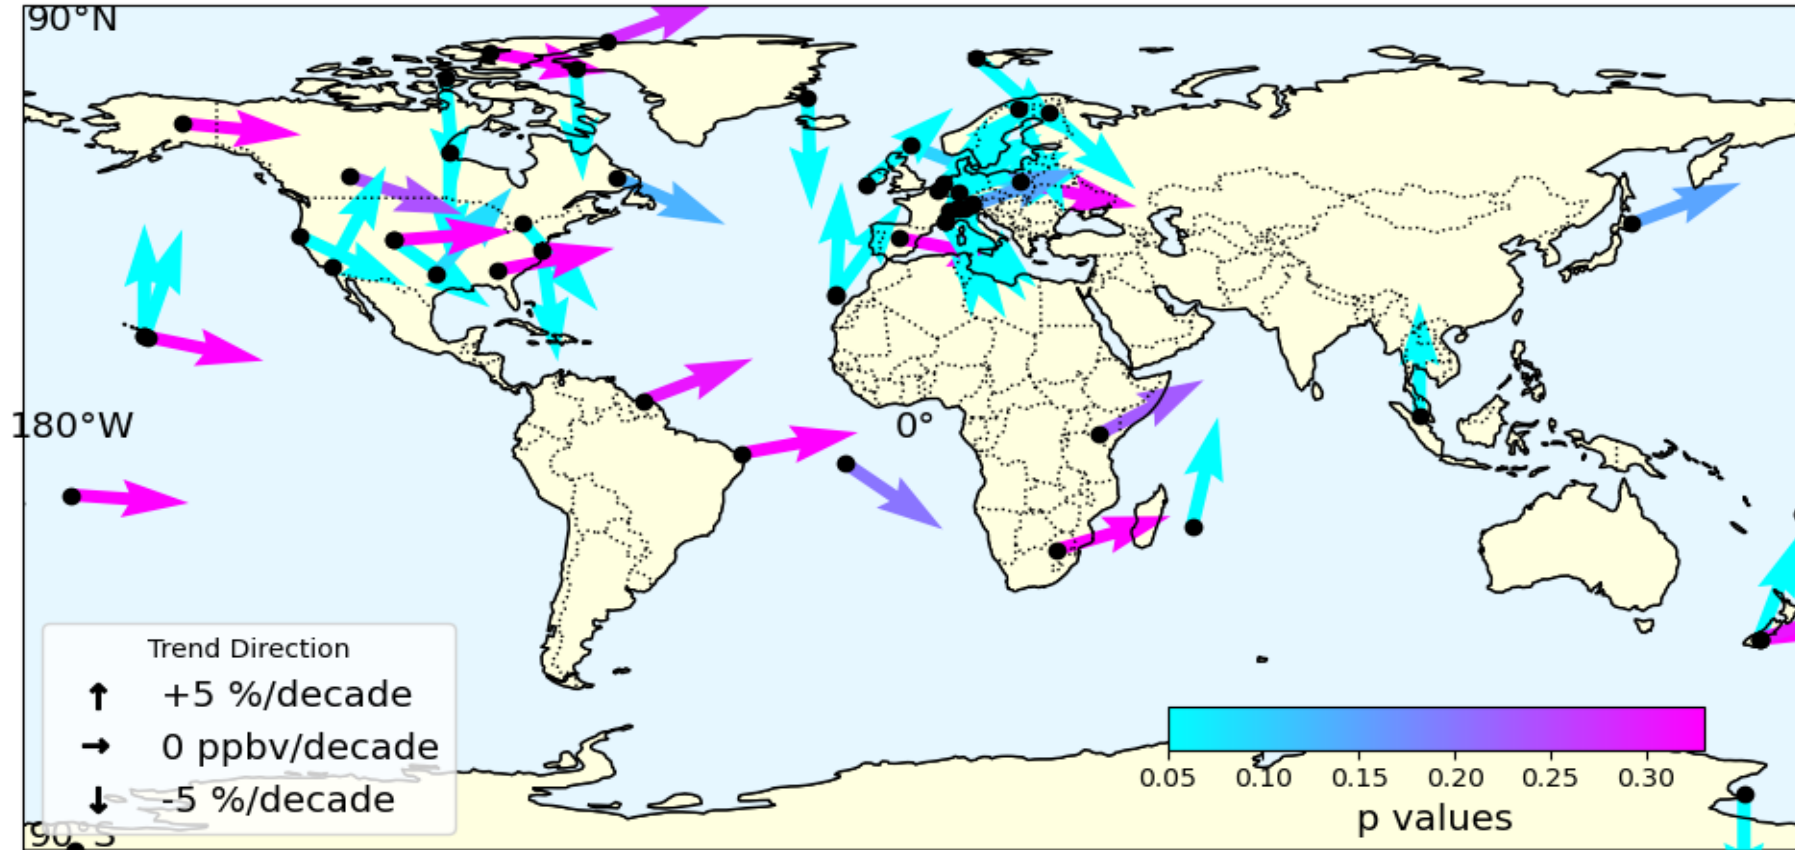 90°N
180°W
0°
Trend Direction
+5 %/decade
0 ppbv/decade
-5 %/decade
0.05 0.10 0.15 0.20 0.25 0.30
p values
90°S